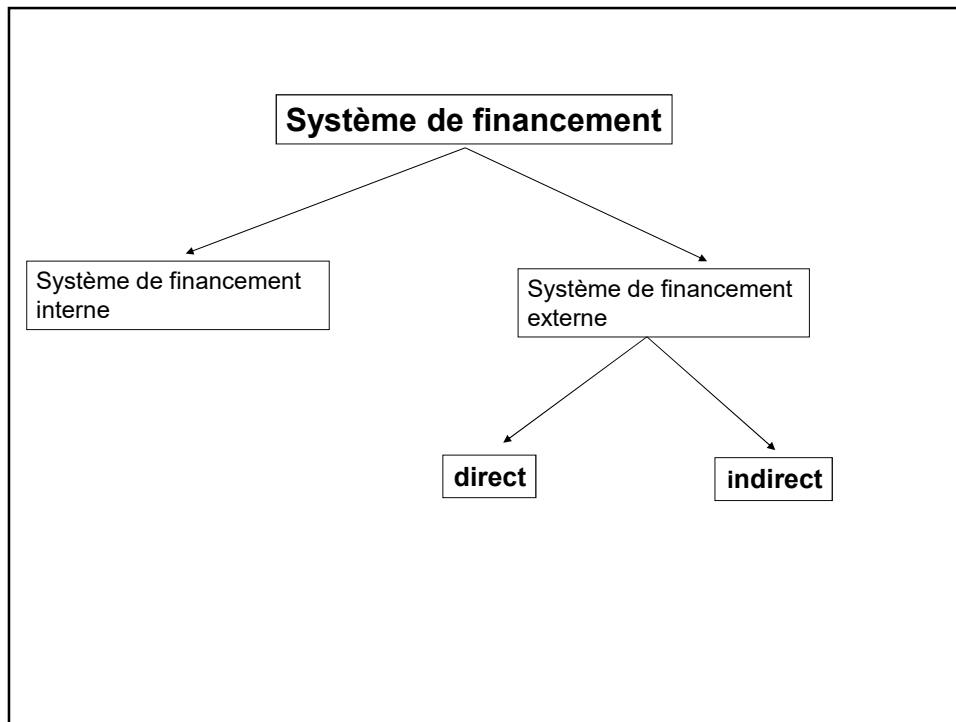 Système de financement
Système de financement
interne
Système de financement
externe
direct
indirect